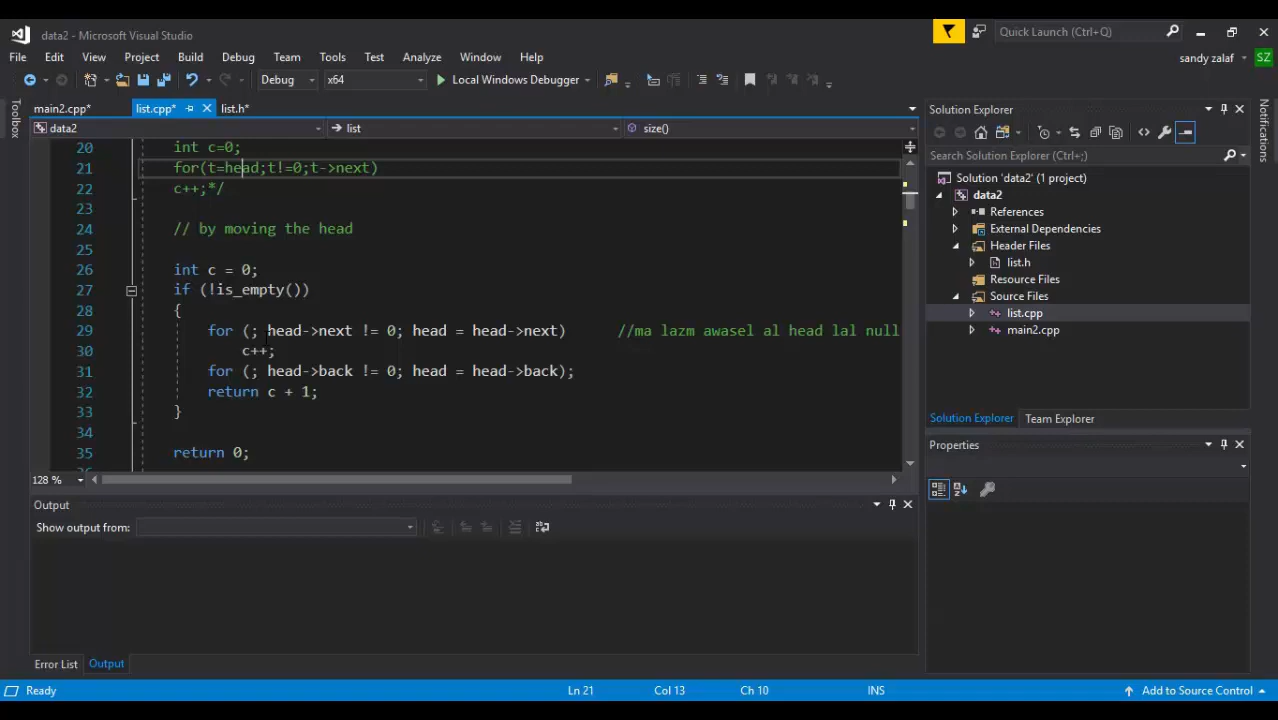 data2 - Microsoft Visual Studio
Quick Launch (Ctrl+Q)
File Edit View Project Build Debug Team Tools Test Analyze Window Help
sandy zalaf SZ
Debug x64 Local Windows Debugger
Toolbox
main2.cpp* list.cpp* list.h*
data2 list size()
20 int c=0;
21 for(t=head;t!=0;t->next)
22 c++;*/
23
24 // by moving the head
25
26 int c = 0;
27 if (!is_empty())
28 {
29 for (; head->next != 0; head = head->next) //ma lazm awasel al head lal null
30 c++;
31 for (; head->back != 0; head = head->back);
32 return c + 1;
33 }
34
35 return 0;
128 %
Output
Show output from:
Error List Output
Solution Explorer
Search Solution Explorer (Ctrl+;)
Solution 'data2' (1 project)
data2
References
External Dependencies
Header Files
list.h
Resource Files
Source Files
list.cpp
main2.cpp
Solution Explorer Team Explorer
Properties
Notifications
Ready Ln 21 Col 13 Ch 10 INS Add to Source Control